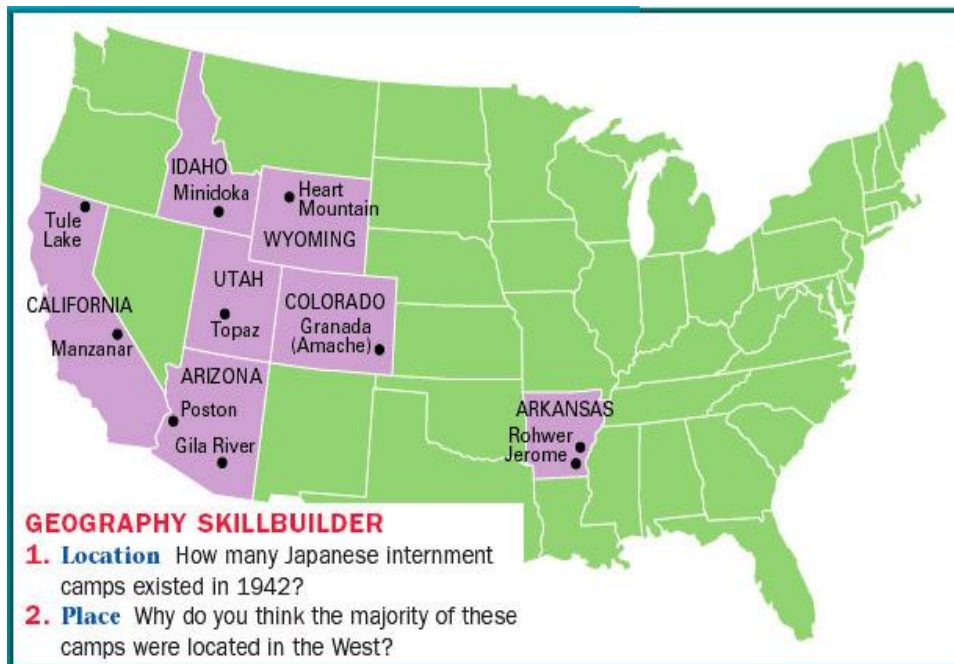 IDAHO
Minidoka
Heart
Mountain
WYOMING
Tule
Lake
UTAH
Topaz
COLORADO
Granada
(Amache)
CALIFORNIA
Manzanar
ARIZONA
Poston
Gila River
ARKANSAS
Rohwer
Jerome
GEOGRAPHY SKILLBUILDER
1. Location How many Japanese internment
camps existed in 1942?
2. Place Why do you think the majority of these
camps were located in the West?